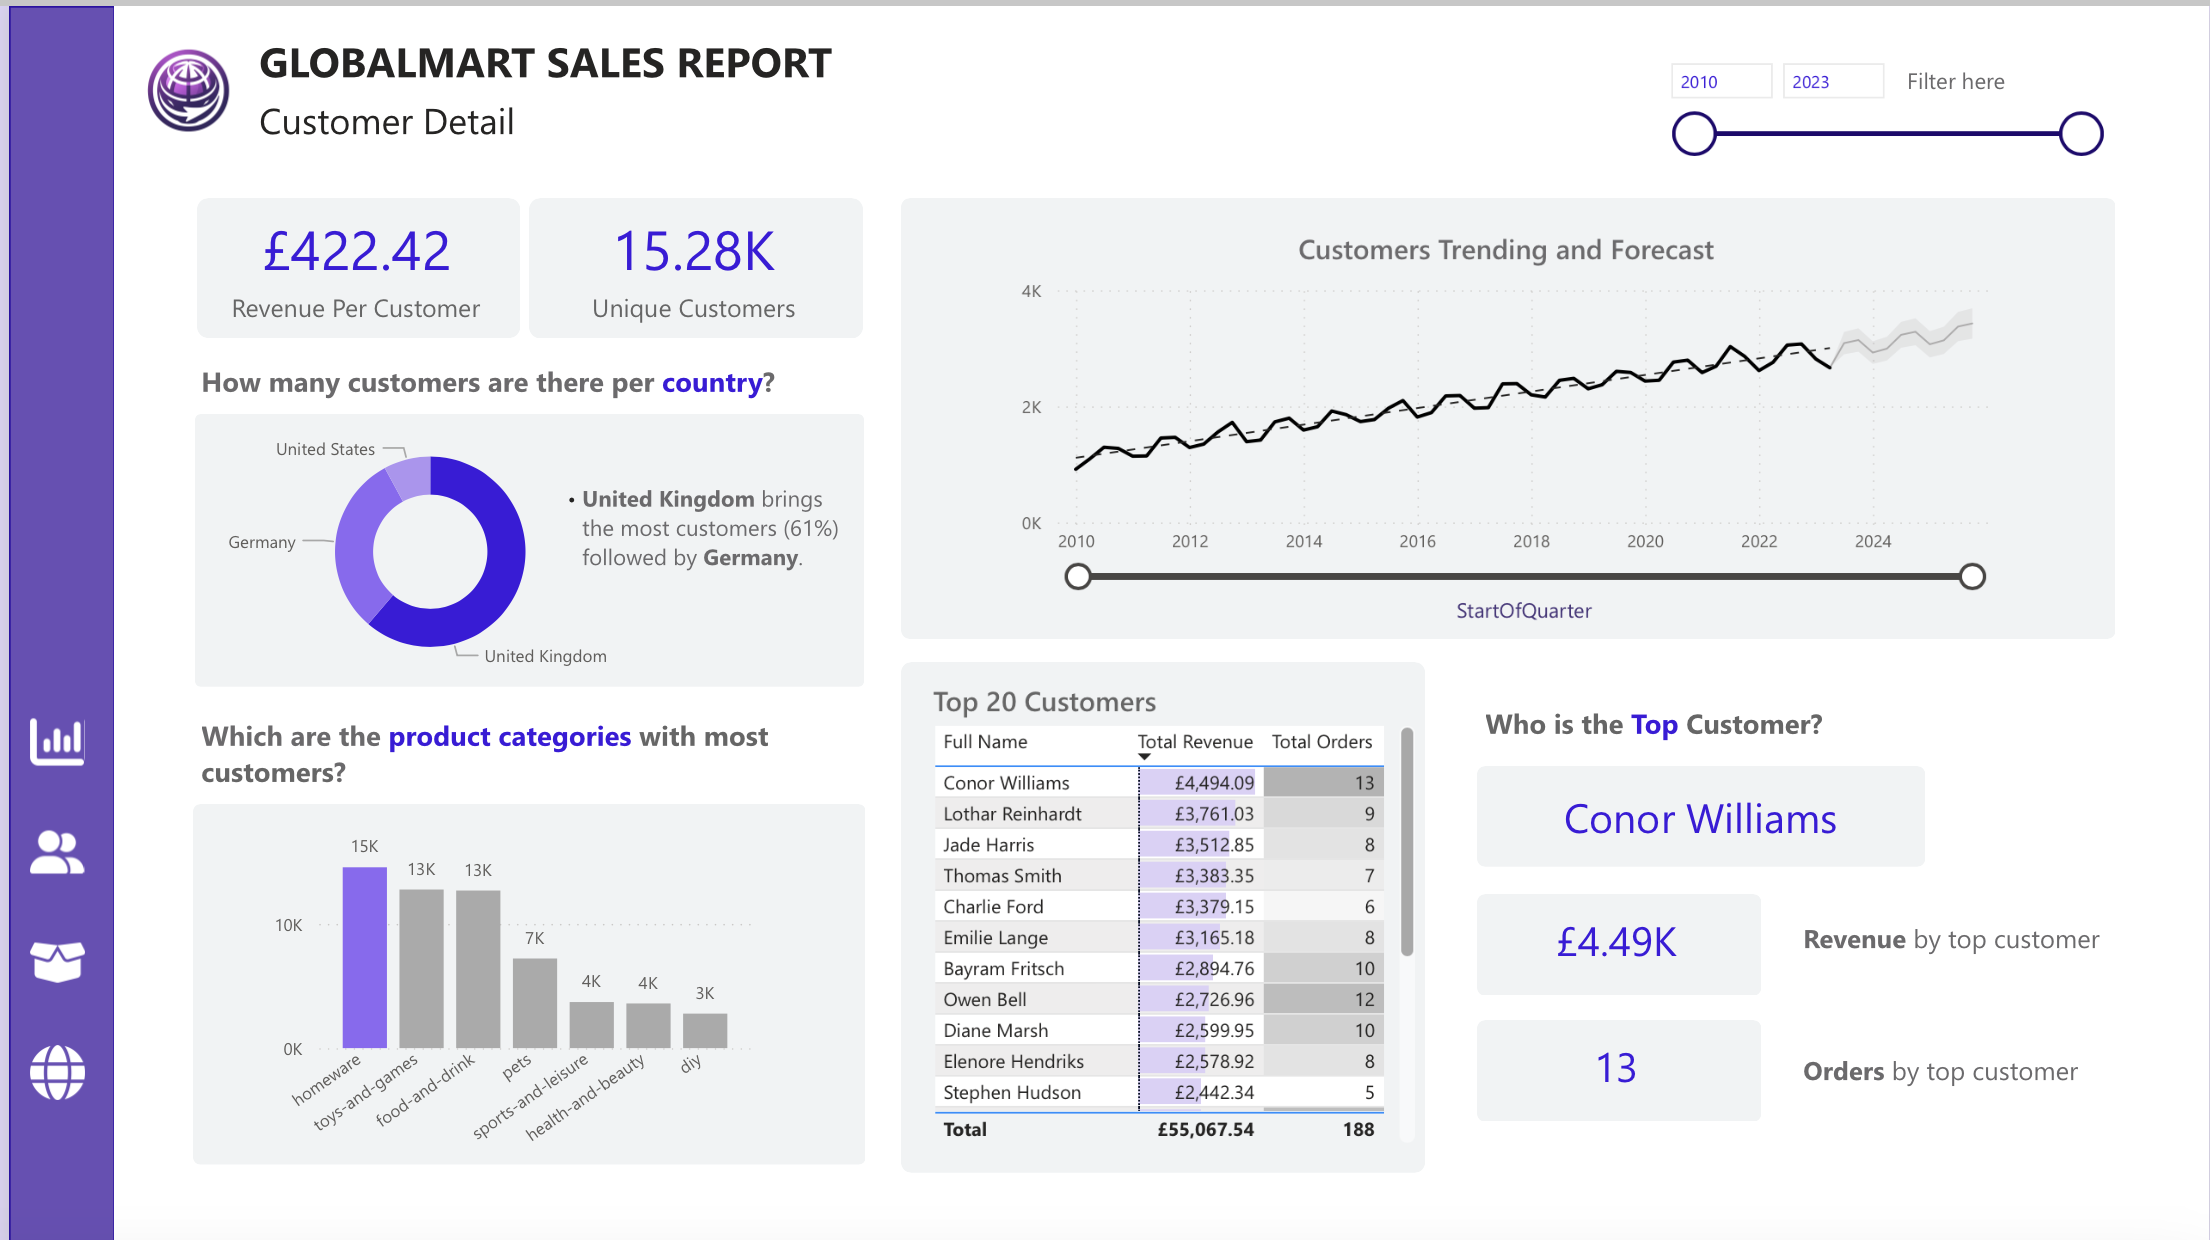 GLOBALMART SALES REPORT
Customer Detail
2010 2023 Filter here
£422.42
Revenue Per Customer
15.28K
Unique Customers
How many customers are there per country?
United States
Germany
United Kingdom
• United Kingdom brings
the most customers (61%)
followed by Germany.
Which are the product categories with most
customers?
15K
13K
13K
7K
4K
4K
3K
10K
0K
homeware
toys-and-games
food-and-drink
pets
sports-and-leisure
health-and-beauty
diy
Customers Trending and Forecast
4K
2K
0K
2010 2012 2014 2016 2018 2020 2022 2024
StartOfQuarter
Top 20 Customers
Full Name Total Revenue Total Orders
Conor Williams £4,494.09 13
Lothar Reinhardt £3,761.03 9
Jade Harris £3,512.85 8
Thomas Smith £3,383.35 7
Charlie Ford £3,379.15 6
Emilie Lange £3,165.18 8
Bayram Fritsch £2,894.76 10
Owen Bell £2,726.96 12
Diane Marsh £2,599.95 10
Elenore Hendriks £2,578.92 8
Stephen Hudson £2,442.34 5
Total £55,067.54 188
Who is the Top Customer?
Conor Williams
£4.49K
Revenue by top customer
13
Orders by top customer